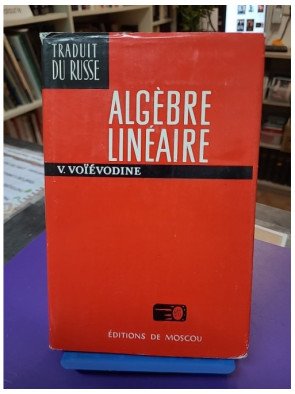 TRADUIT
DU RUSSE
ALGÈBRE
LINÉAIRE
V. VOÏÉVODINE
ÉDITIONS DE MOSCOU